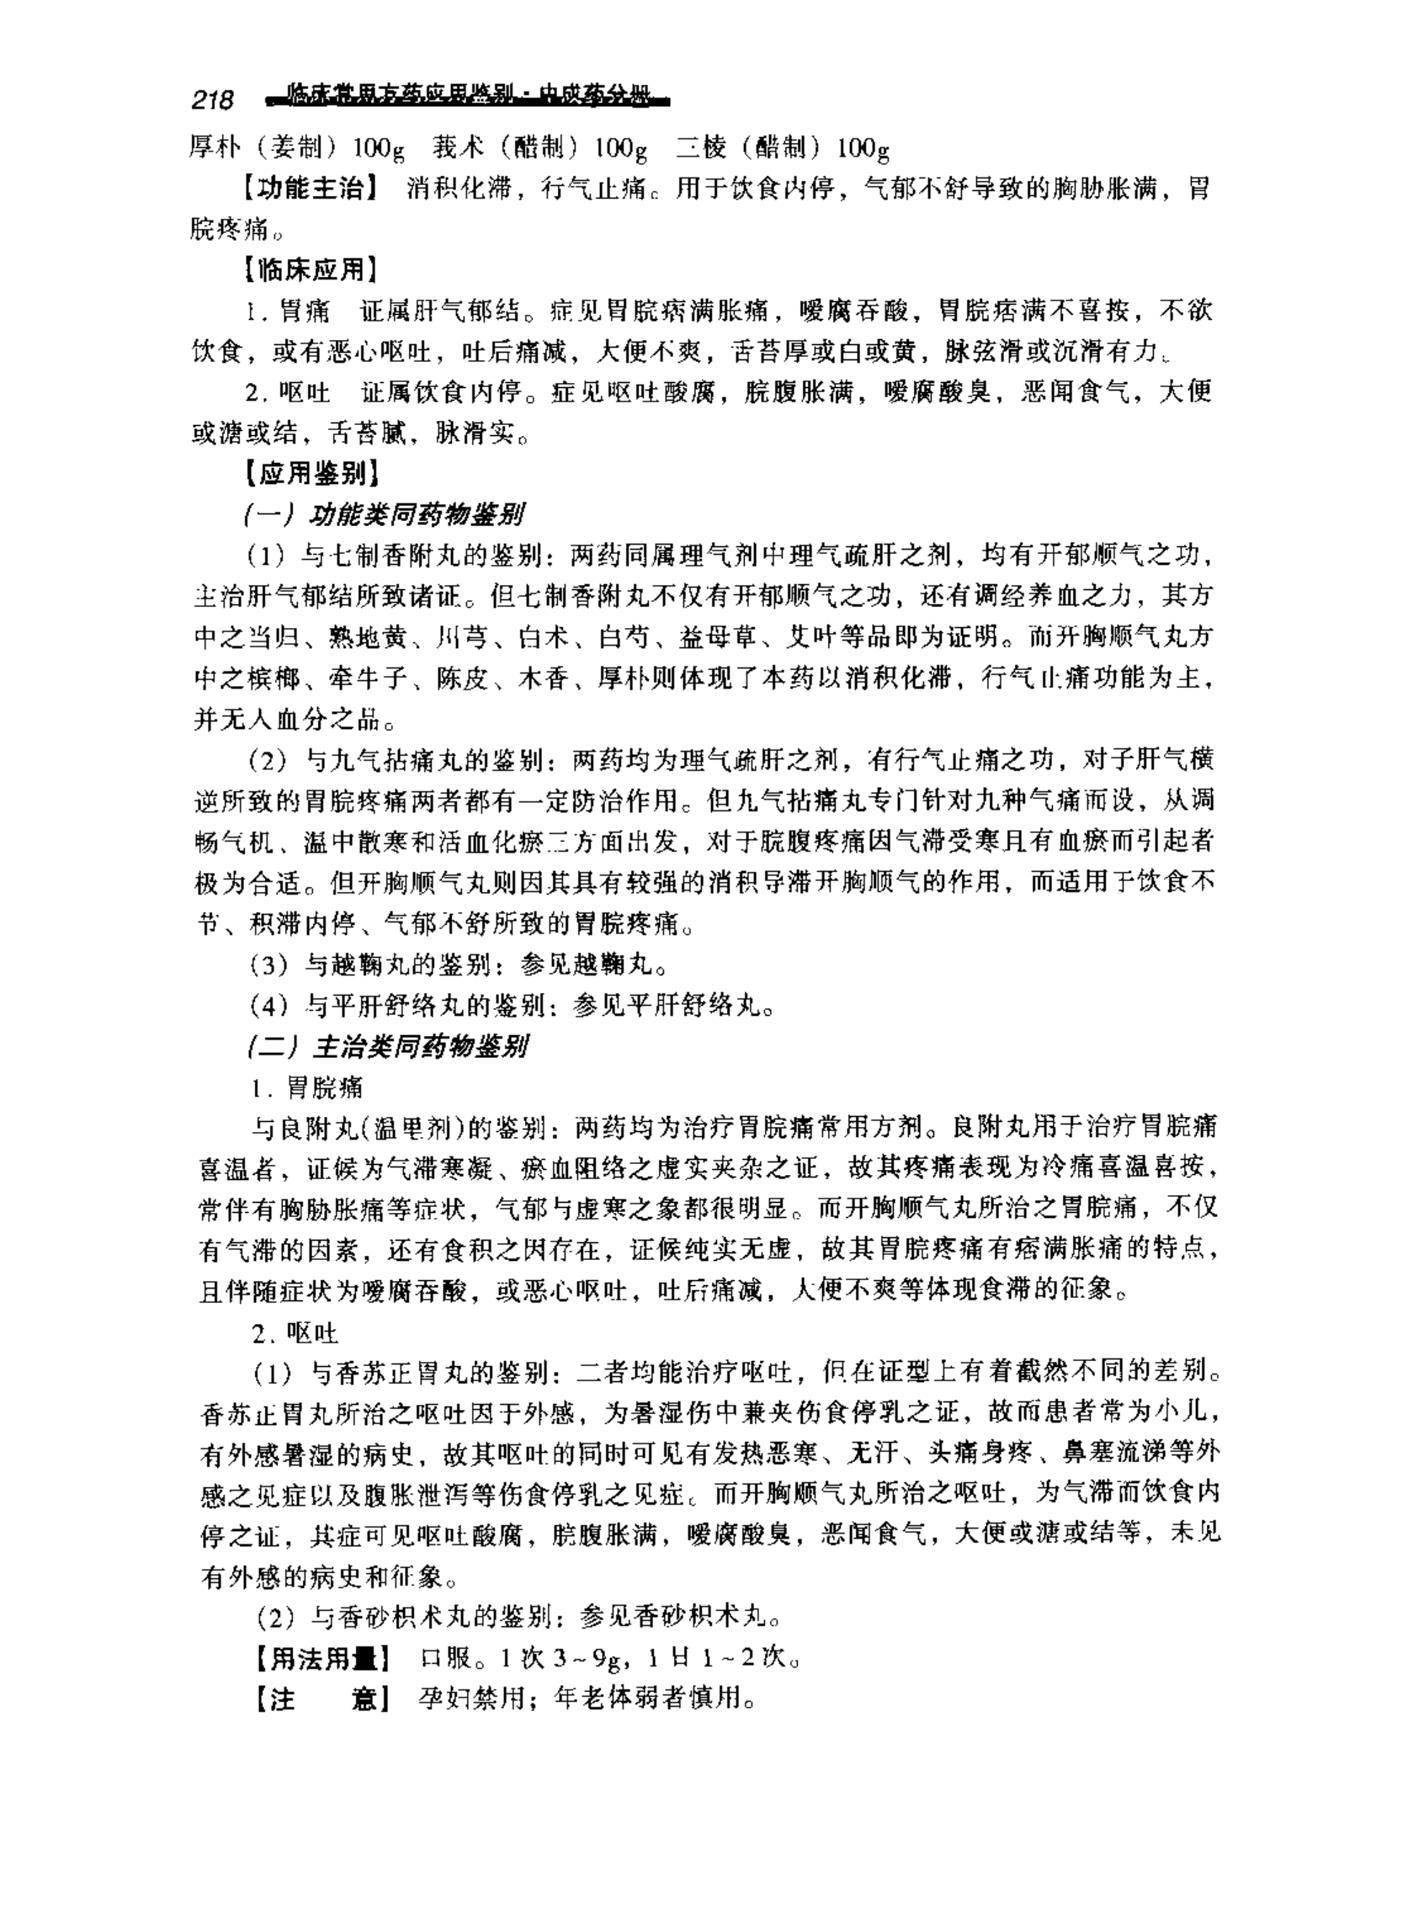 218 临床常用方药应用鉴别·中成药分册
厚朴（姜制）100g 莪术（醋制）100g 三棱（醋制）100g
【功能主治】 消积化滞，行气止痛。用于饮食内停，气郁不舒导致的胸胁胀满，胃
脘疼痛。
【临床应用】
1. 胃痛 证属肝气郁结。症见胃脘痞满胀痛，嗳腐吞酸，胃脘痞满不喜按，不欲
饮食，或有恶心呕吐，吐后痛减，大便不爽，舌苔厚或白或黄，脉弦滑或沉滑有力。
2. 呕吐 证属饮食内停。症见呕吐酸腐，脘腹胀满，嗳腐酸臭，恶闻食气，大便
或溏或结，舌苔腻，脉滑实。
【应用鉴别】
（一）功能类同药物鉴别
（1）与七制香附丸的鉴别：两药同属理气剂中理气疏肝之剂，均有开郁顺气之功，
主治肝气郁结所致诸证。但七制香附丸不仅有开郁顺气之功，还有调经养血之力，其方
中之当归、熟地黄、川芎、白术、白芍、益母草、艾叶等品即为证明。而开胸顺气丸方
中之槟榔、牵牛子、陈皮、木香、厚朴则体现了本药以消积化滞，行气止痛功能为主，
并无人血分之品。
（2）与九气拈痛丸的鉴别：两药均为理气疏肝之剂，有行气止痛之功，对于肝气横
逆所致的胃脘疼痛两者都有一定防治作用。但九气拈痛丸专门针对九种气痛而设，从调
畅气机、温中散寒和活血化瘀三方面出发，对于脘腹疼痛因气滞受寒且有血瘀而引起者
极为合适。但开胸顺气丸则因其具有较强的消积导滞开胸顺气的作用，而适用于饮食不
节、积滞内停、气郁不舒所致的胃脘疼痛。
（3）与越鞠丸的鉴别：参见越鞠丸。
（4）与平肝舒络丸的鉴别：参见平肝舒络丸。
（二）主治类同药物鉴别
1. 胃脘痛
与良附丸(温里剂)的鉴别：两药均为治疗胃脘痛常用方剂。良附丸用于治疗胃脘痛
喜温者，证候为气滞寒凝、瘀血阻络之虚实夹杂之证，故其疼痛表现为冷痛喜温喜按，
常伴有胸胁胀痛等症状，气郁与虚寒之象都很明显。而开胸顺气丸所治之胃脘痛，不仅
有气滞的因素，还有食积之因存在，证候纯实无虚，故其胃脘疼痛有痞满胀痛的特点，
且伴随症状为嗳腐吞酸，或恶心呕吐，吐后痛减，大便不爽等体现食滞的征象。
2. 呕吐
（1）与香苏正胃丸的鉴别：二者均能治疗呕吐，但在证型上有着截然不同的差别。
香苏正胃丸所治之呕吐因于外感，为暑湿伤中兼夹伤食停乳之证，故而患者常为小儿，
有外感暑湿的病史，故其呕吐的同时可见有发热恶寒、无汗、头痛身疼、鼻塞流涕等外
感之见症以及腹胀泄泻等伤食停乳之见症。而开胸顺气丸所治之呕吐，为气滞而饮食内
停之证，其症可见呕吐酸腐，脘腹胀满，嗳腐酸臭，恶闻食气，大便或溏或结等，未见
有外感的病史和征象。
（2）与香砂枳术丸的鉴别：参见香砂枳术丸。
【用法用量】 口服。1次3~9g，1日1~2次。
【注 意】 孕妇禁用；年老体弱者慎用。